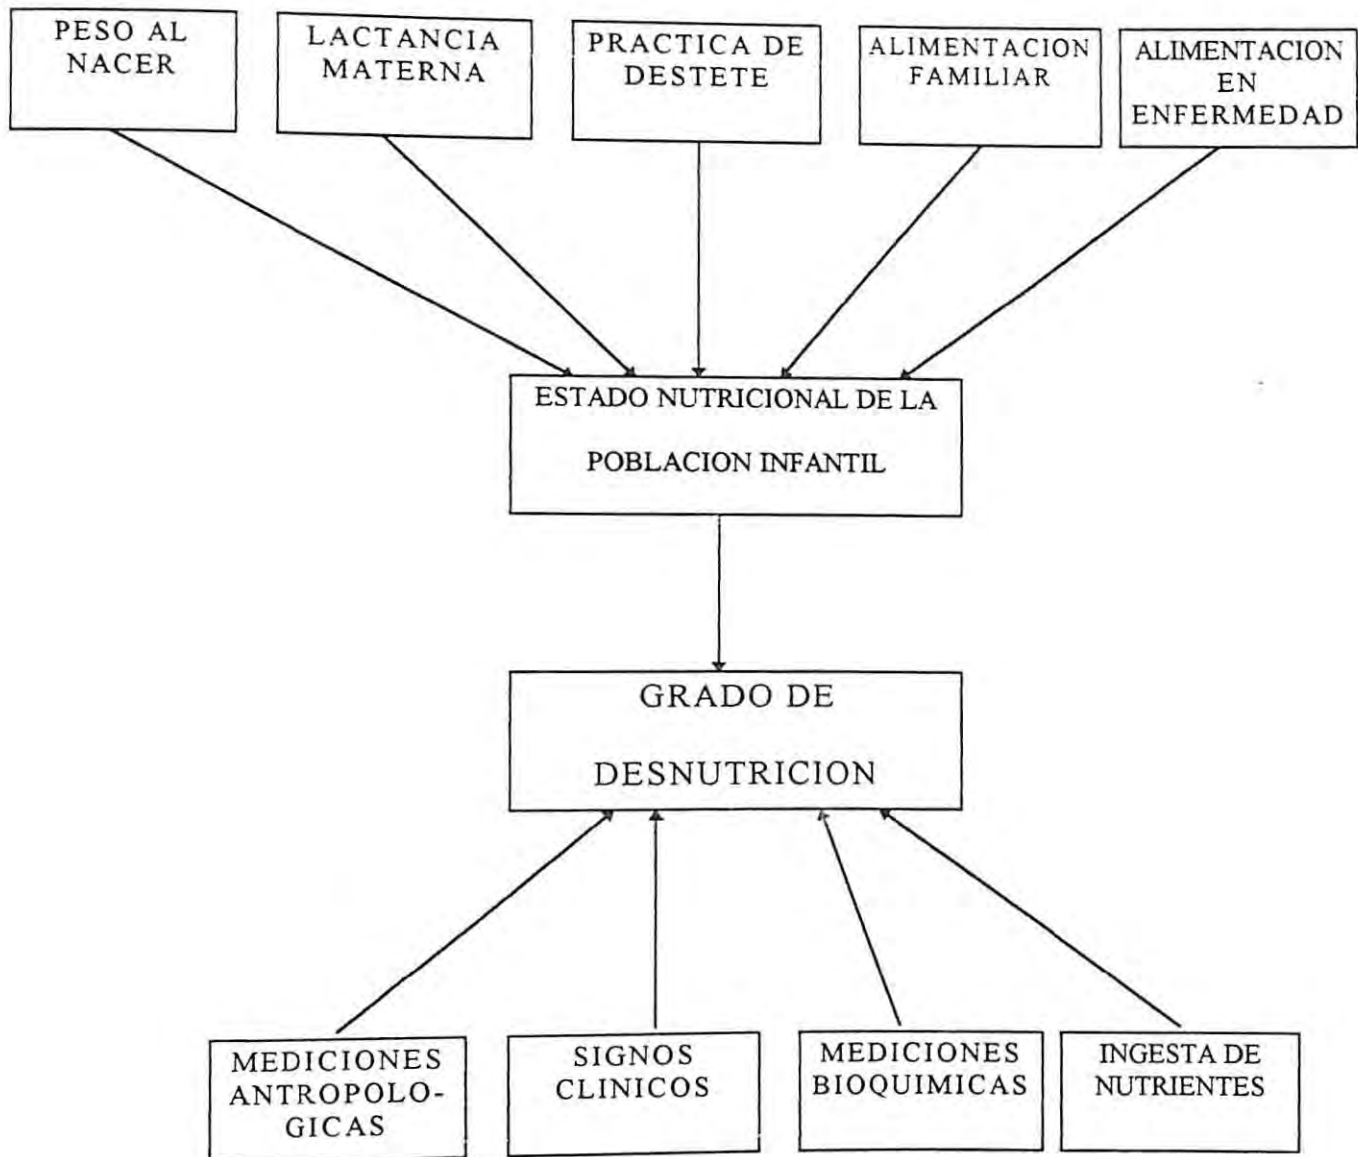 PESO AL
NACER
LACTANCIA
MATERNA
PRACTICA DE
DESTETE
ALIMENTACION
FAMILIAR
ALIMENTACION
EN
ENFERMEDAD
ESTADO NUTRICIONAL DE LA
POBLACION INFANTIL
GRADO DE
DESNUTRICION
MEDICIONES
ANTROPOLO-
GICAS
SIGNOS
CLINICOS
MEDICIONES
BIOQUIMICAS
INGESTA DE
NUTRIENTES